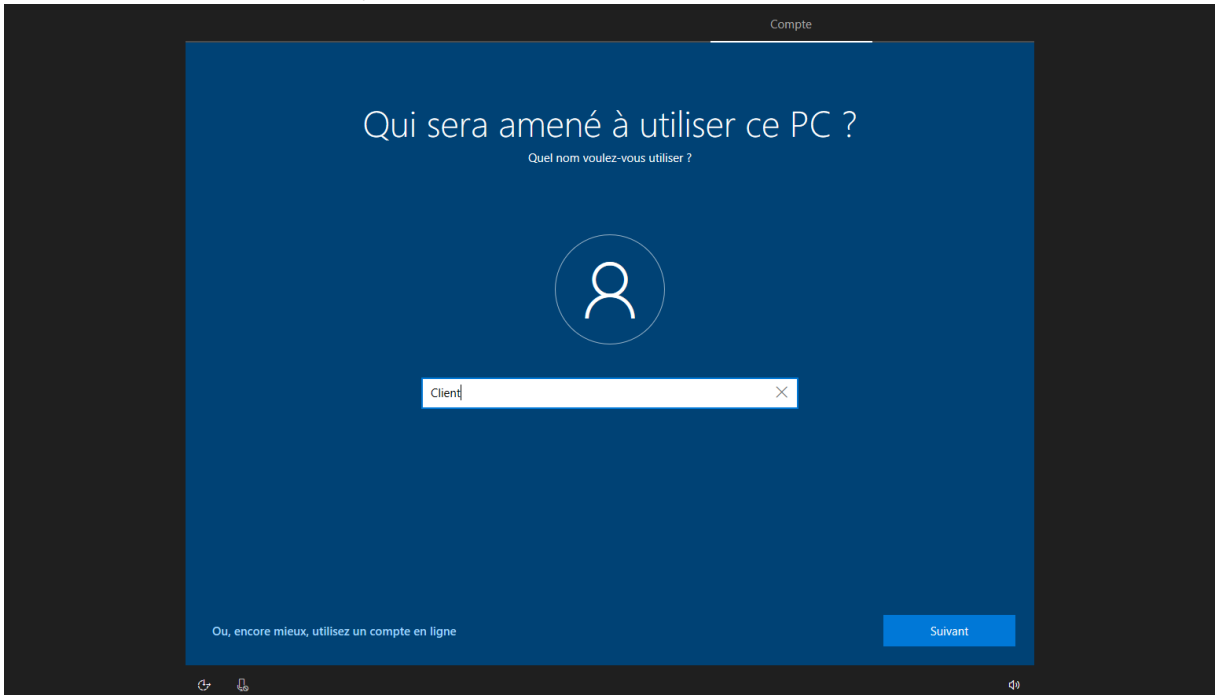 Compte
Qui sera amené à utiliser ce PC ?
Quel nom voulez-vous utiliser ?
Client
Ou, encore mieux, utilisez un compte en ligne
Suivant